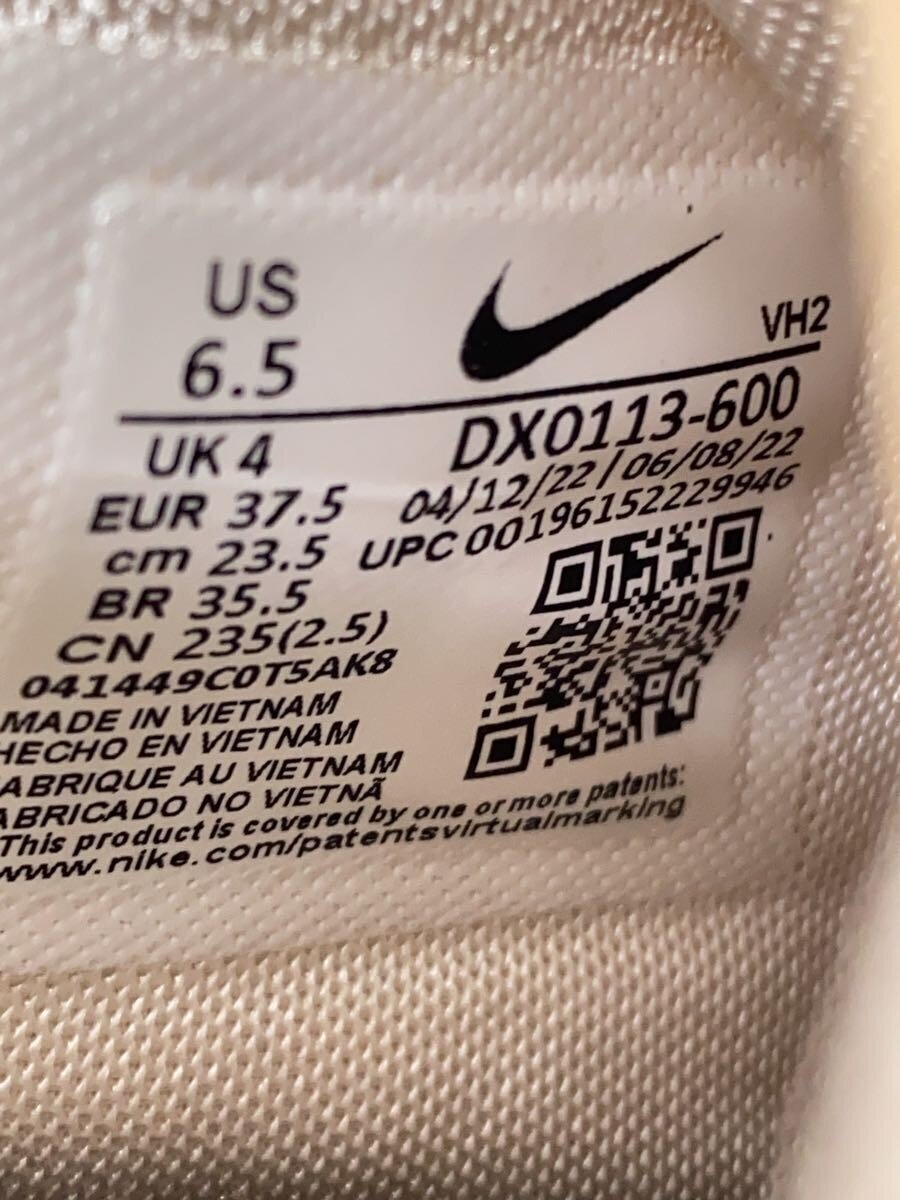 US
6.5
VH2
UK 4
DX0113-600
EUR 37.5
04/12/22 / 06/08/22
cm 23.5
UPC 00196152229946
BR 35.5
CN 235(2.5)
041449C0T5AK8
MADE IN VIETNAM
HECHO EN VIETNAM
ABRIQUE AU VIETNAM
ABRICADO NO VIETNÃ
This product is covered by one or more patents:
www.nike.com/patentsvirtualmarking